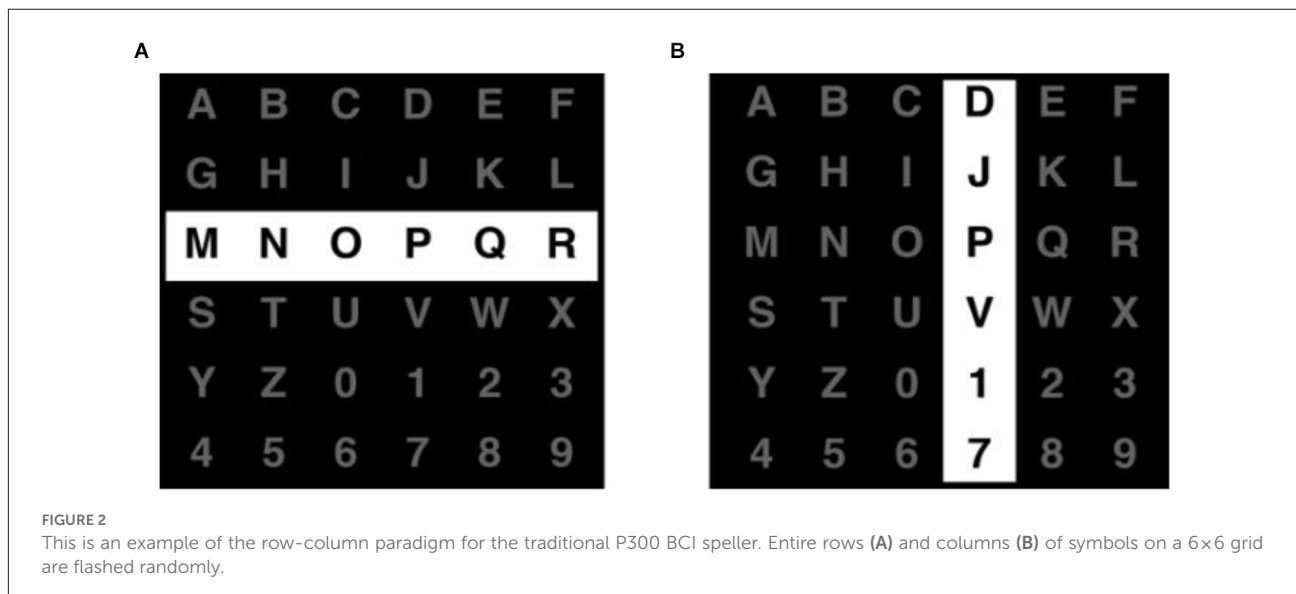 A
A B C D E F
G H I J K L
M N O P Q R
S T U V W X
Y Z 0 1 2 3
4 5 6 7 8 9
B
A B C D E F
G H I J K L
M N O P Q R
S T U V W X
Y Z 0 1 2 3
4 5 6 7 8 9
FIGURE 2
This is an example of the row-column paradigm for the traditional P300 BCI speller. Entire rows (A) and columns (B) of symbols on a 6×6 grid
are flashed randomly.